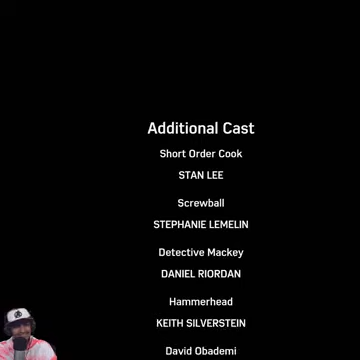 Additional Cast
Short Order Cook
STAN LEE
Screwball
STEPHANIE LEMELIN
Detective Mackey
DANIEL RIORDAN
Hammerhead
KEITH SILVERSTEIN
David Obademi